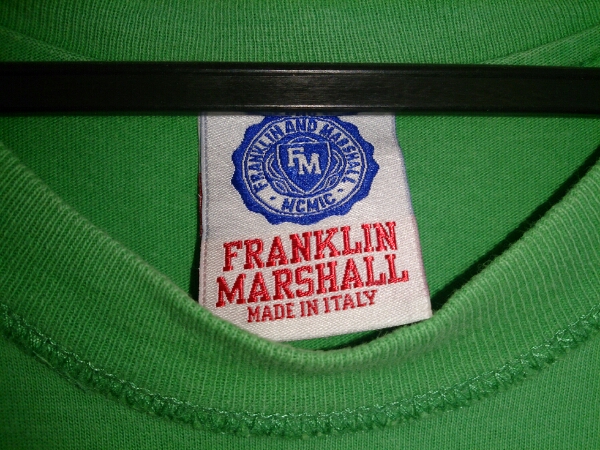 FRANKLIN AND MARSHALL
FM
MCMIC
FRANKLIN
MARSHALL
MADE IN ITALY